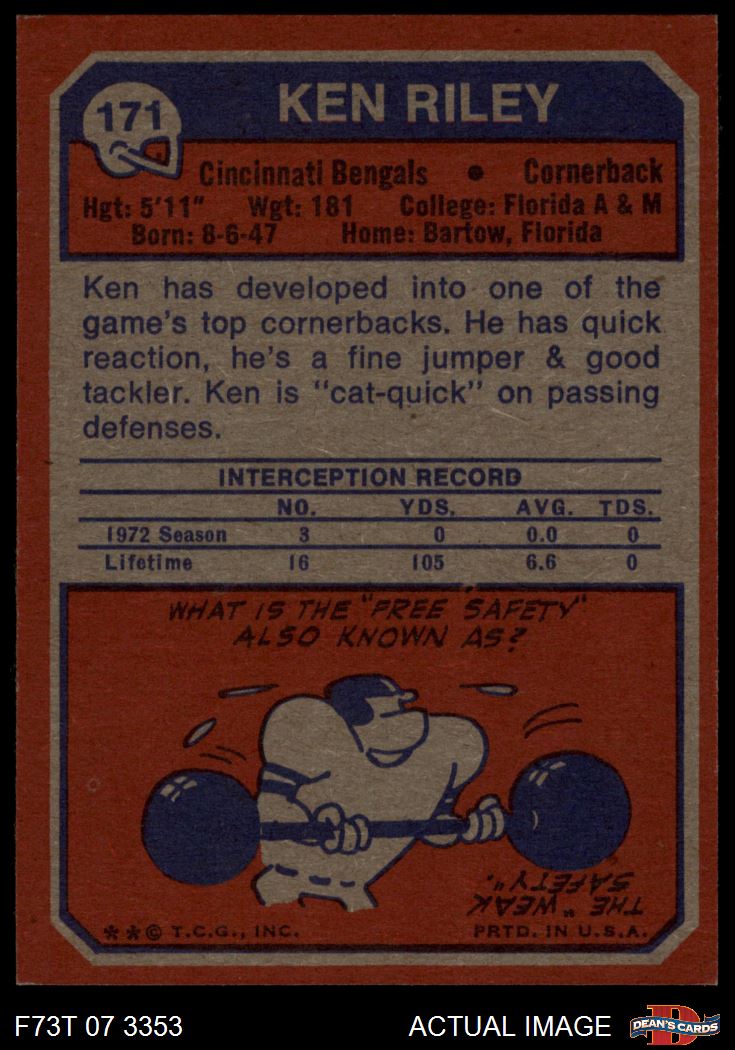 171
KEN RILEY
Cincinnati Bengals • Cornerback
Hgt: 5'11" Wgt: 181 College: Florida A & M
Born: 8-6-47 Home: Bartow, Florida
Ken has developed into one of the
game's top cornerbacks. He has quick
reaction, he's a fine jumper & good
tackler. Ken is "cat-quick" on passing
defenses.
INTERCEPTION RECORD
NO. YDS. AVG. TDS.
1972 Season 3 0 0.0 0
Lifetime 16 105 6.6 0
WHAT IS THE "FREE SAFETY"
ALSO KNOWN AS?
THE "WEAK
SAFETY".
** © T.C.G., INC. PRTD. IN U.S.A.
F73T 07 3353 ACTUAL IMAGE
D
DEAN'S CARDS